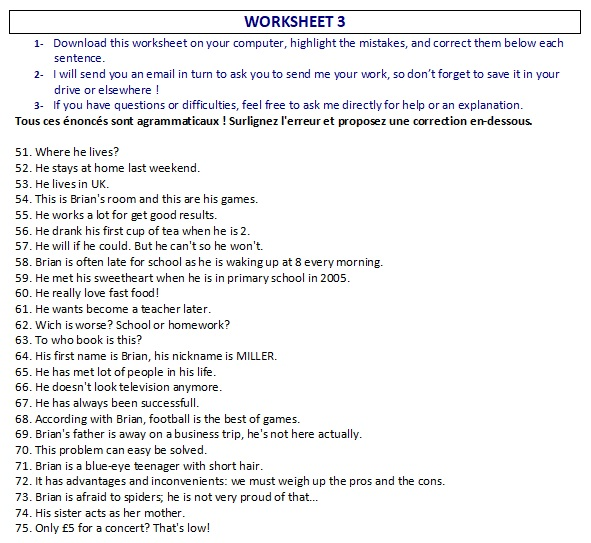 WORKSHEET 3
1- Download this worksheet on your computer, highlight the mistakes, and correct them below each
sentence.
2- I will send you an email in turn to ask you to send me your work, so don't forget to save it in your
drive or elsewhere !
3- If you have questions or difficulties, feel free to ask me directly for help or an explanation.
Tous ces énoncés sont agrammaticaux ! Surlignez l'erreur et proposez une correction en-dessous.
51. Where he lives?
52. He stays at home last weekend.
53. He lives in UK.
54. This is Brian's room and this are his games.
55. He works a lot for get good results.
56. He drank his first cup of tea when he is 2.
57. He will if he could. But he can't so he won't.
58. Brian is often late for school as he is waking up at 8 every morning.
59. He met his sweetheart when he is in primary school in 2005.
60. He really love fast food!
61. He wants become a teacher later.
62. Wich is worse? School or homework?
63. To who book is this?
64. His first name is Brian, his nickname is MILLER.
65. He has met lot of people in his life.
66. He doesn't look television anymore.
67. He has always been successfull.
68. According with Brian, football is the best of games.
69. Brian's father is away on a business trip, he's not here actually.
70. This problem can easy be solved.
71. Brian is a blue-eye teenager with short hair.
72. It has advantages and inconvenients: we must weigh up the pros and the cons.
73. Brian is afraid to spiders; he is not very proud of that...
74. His sister acts as her mother.
75. Only £5 for a concert? That's low!